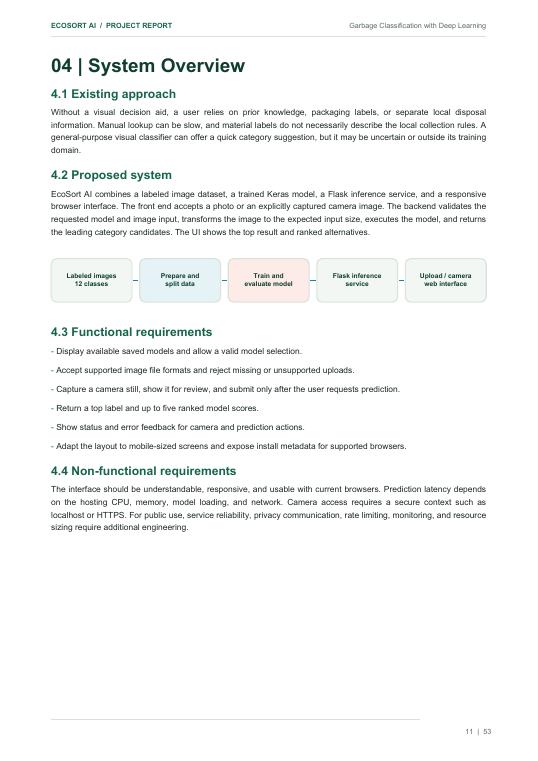 ECOSORT AI / PROJECT REPORT
Garbage Classification with Deep Learning
04 | System Overview
4.1 Existing approach
Without a visual decision aid, a user relies on prior knowledge, packaging labels, or separate local disposal
information. Manual lookup can be slow, and material labels do not necessarily describe the local collection rules. A
general-purpose visual classifier can offer a quick category suggestion, but it may be uncertain or outside its training
domain.
4.2 Proposed system
EcoSort AI combines a labeled image dataset, a trained Keras model, a Flask inference service, and a responsive
browser interface. The front end accepts a photo or an explicitly captured camera image. The backend validates the
requested model and image input, transforms the image to the expected input size, executes the model, and returns
the leading category candidates. The UI shows the top result and ranked alternatives.
Labeled images
12 classes
Prepare and
split data
Train and
evaluate model
Flask inference
service
Upload / camera
web interface
4.3 Functional requirements
- Display available saved models and allow a valid model selection.
- Accept supported image file formats and reject missing or unsupported uploads.
- Capture a camera still, show it for review, and submit only after the user requests prediction.
- Return a top label and up to five ranked model scores.
- Show status and error feedback for camera and prediction actions.
- Adapt the layout to mobile-sized screens and expose install metadata for supported browsers.
4.4 Non-functional requirements
The interface should be understandable, responsive, and usable with current browsers. Prediction latency depends
on the hosting CPU, memory, model loading, and network. Camera access requires a secure context such as
localhost or HTTPS. For public use, service reliability, privacy communication, rate limiting, monitoring, and resource
sizing require additional engineering.
11 | 53